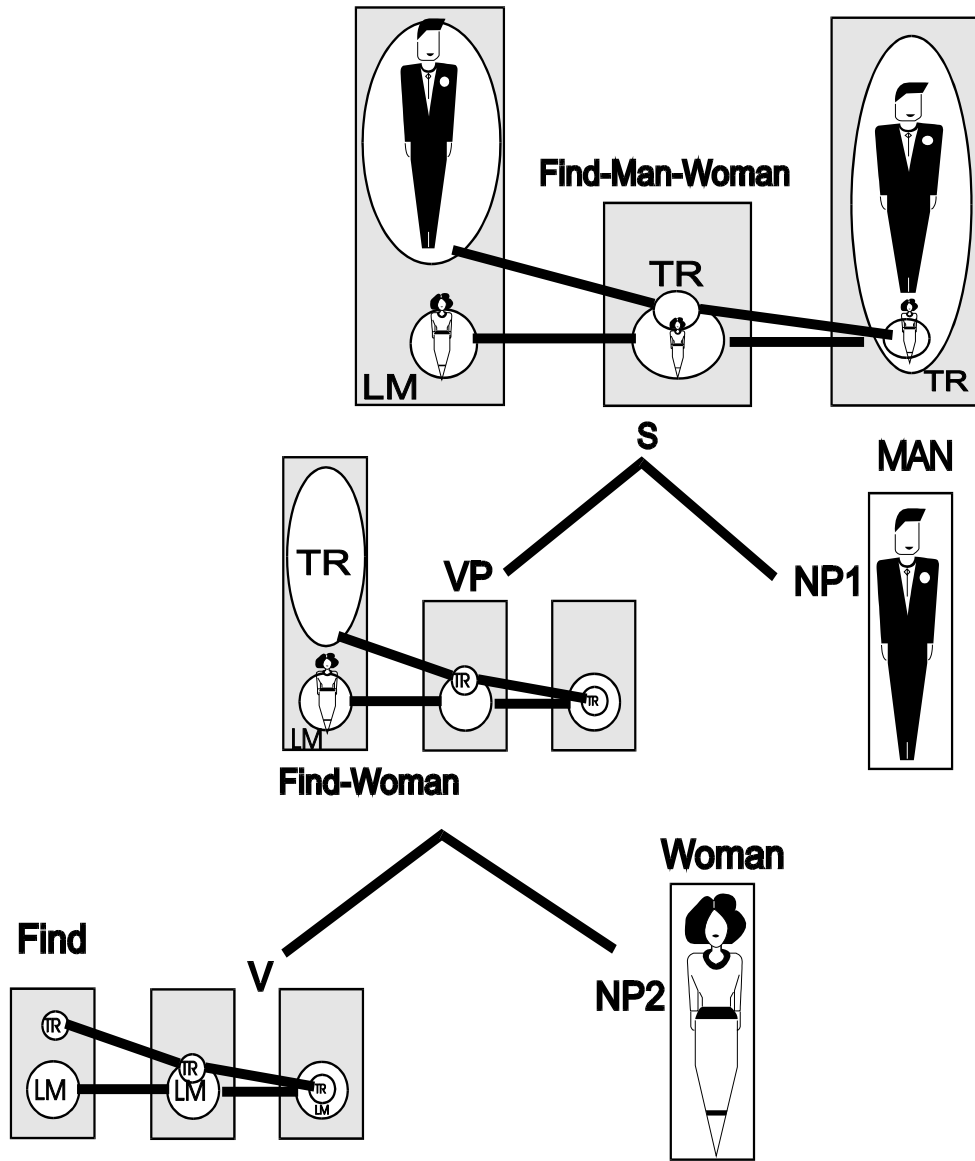 Find-Man-Woman
TR
LM
TR
S
MAN
TR
VP
NP1
TR
TR
LM
Find-Woman
Woman
Find
V
NP2
TR
TR
TR
LM
LM
LM